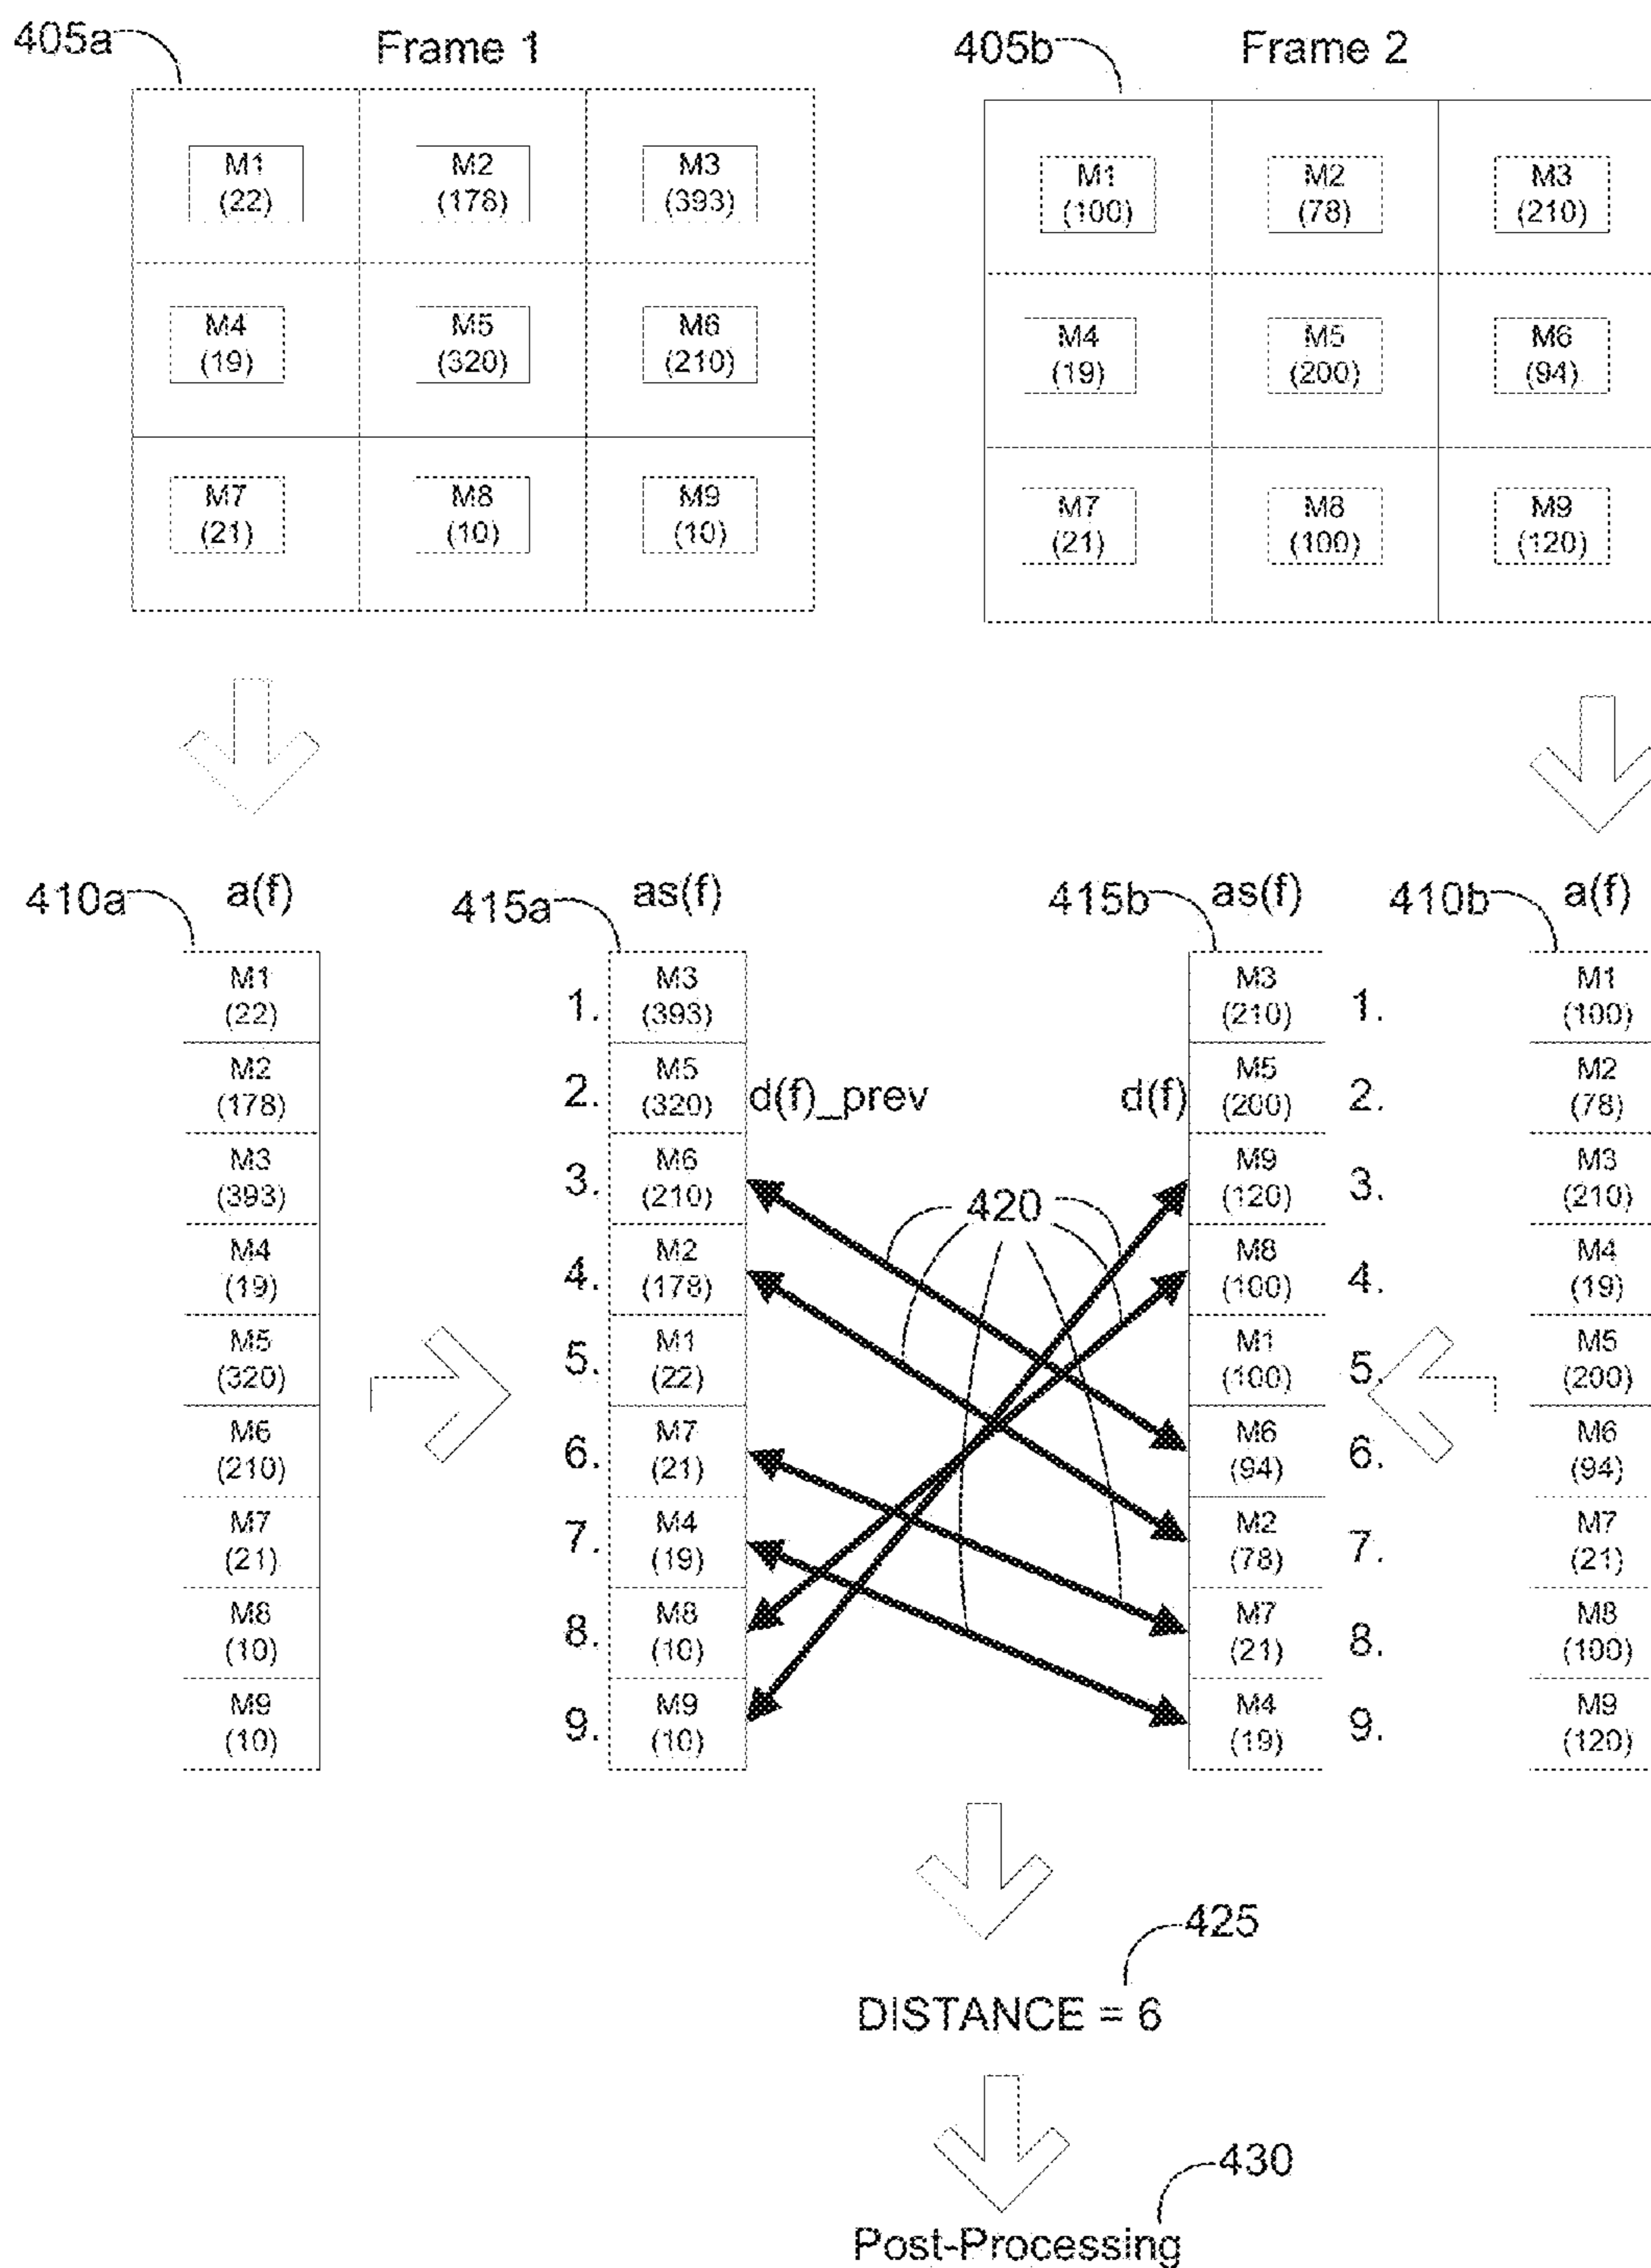 405a Frame 1 405b Frame 2
M1 M2 M3 M1 M2 M3
(22) (178) (393) (100) (78) (210)
M4 M5 M6 M4 M5 M6
(19) (320) (210) (19) (200) (94)
M7 M8 M9 M7 M8 M9
(21) (10) (10) (21) (100) (120)
410a a(f) 415a as(f) 415b as(f) 410b a(f)
M1 M3 M3 M1
(22) 1. (393) (210) 1. (100)
M2 M5 M5 M2
(178) 2. (320) d(f)_prev d(f) (200) 2. (78)
M3 M6 M9 M3
(393) 3. (210) 420 (120) 3. (210)
M4 M2 M8 M4
(19) 4. (178) (100) 4. (19)
M5 M1 M1 M5
(320) 5. (22) (100) 5. (200)
M6 M7 M6 M6
(210) 6. (21) (94) 6. (94)
M7 M4 M2 M7
(21) 7. (19) (78) 7. (21)
M8 M8 M7 M8
(10) 8. (10) (21) 8. (100)
M9 M9 M4 M9
(10) 9. (10) (19) 9. (120)
425
DISTANCE = 6
430
Post-Processing